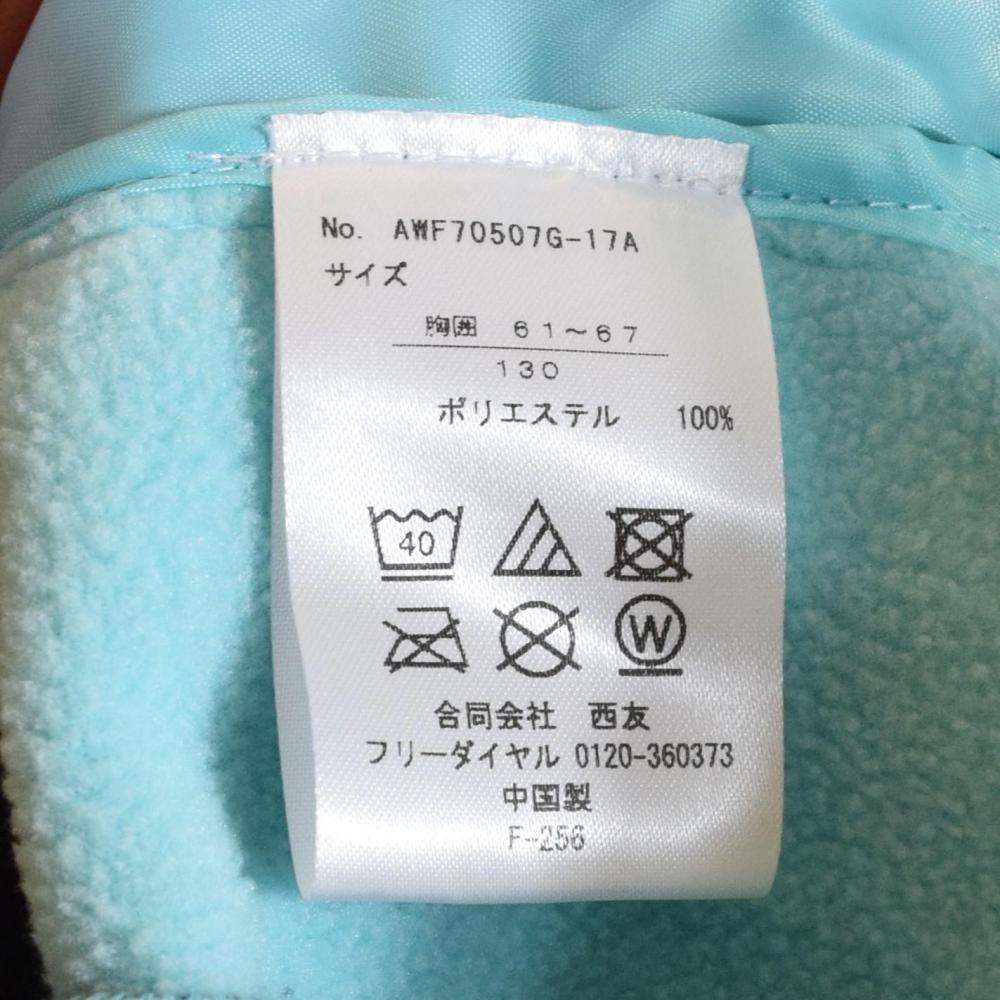 No. AWF70507G-17A
サイズ
胸囲 61～67
130
ポリエステル 100%
40
W
合同会社 西友
フリーダイヤル 0120-360373
中国製
F-256